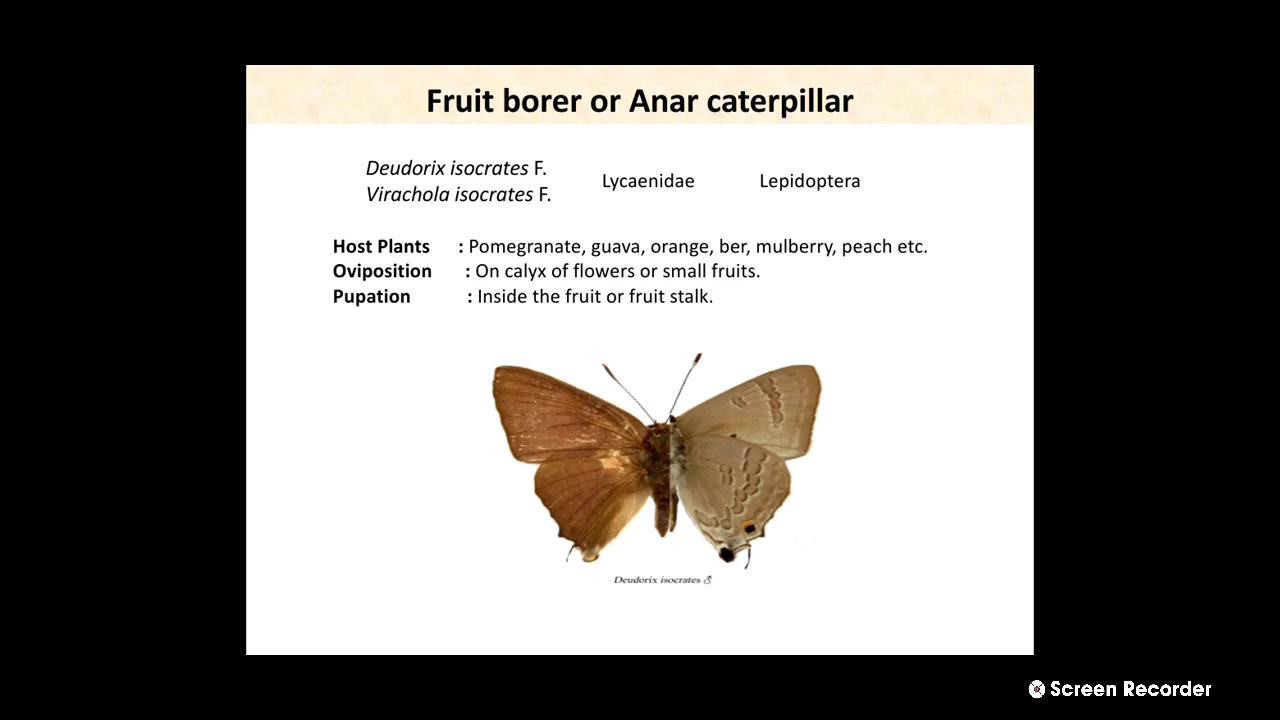 Fruit borer or Anar caterpillar
Deudorix isocrates F.
Virachola isocrates F.
Lycaenidae
Lepidoptera
Host Plants : Pomegranate, guava, orange, ber, mulberry, peach etc.
Oviposition : On calyx of flowers or small fruits.
Pupation : Inside the fruit or fruit stalk.
Deudorix isocrates ♂
Screen Recorder